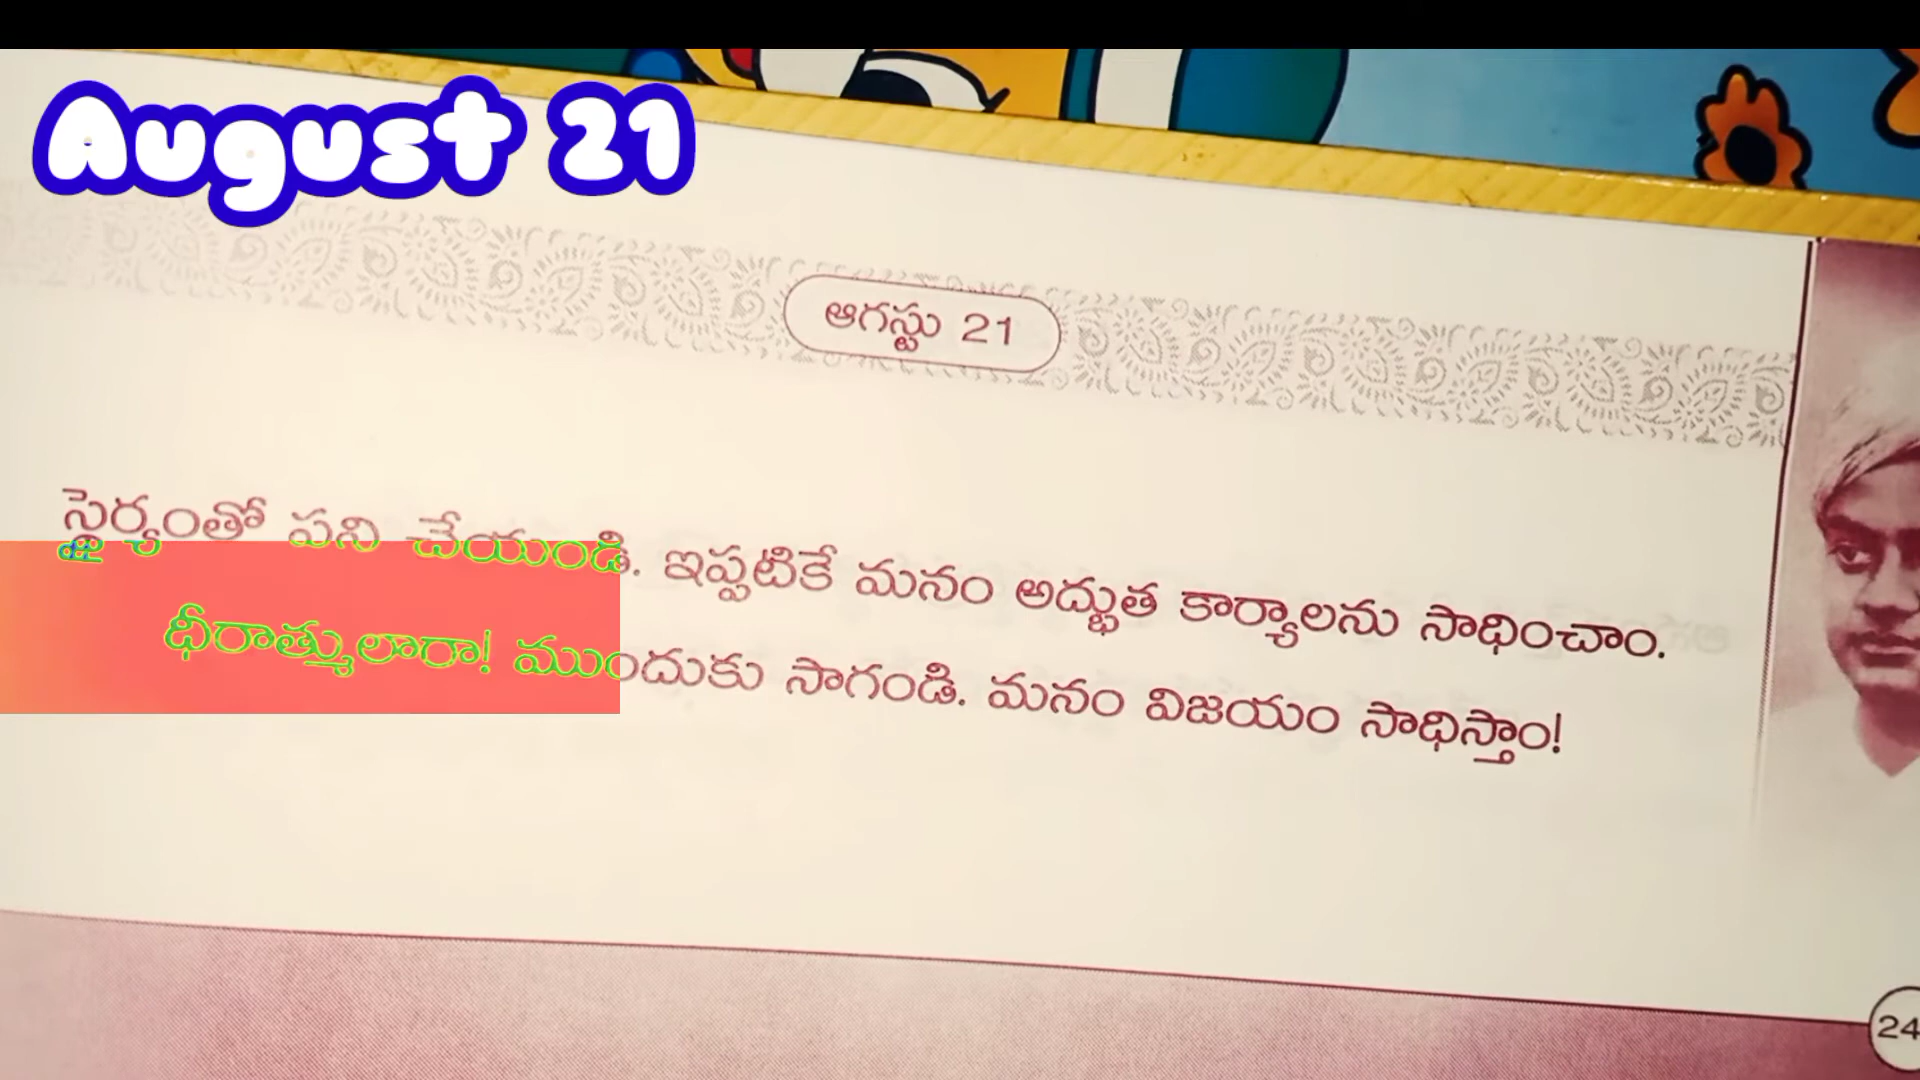 August 21
ఆగస్టు 21
స్థైర్యంతో పని చేయండి. ఇప్పటికే మనం అద్భుత కార్యాలను సాధించాం.
ధీరాత్ములారా! ముందుకు సాగండి. మనం విజయం సాధిస్తాం!
24